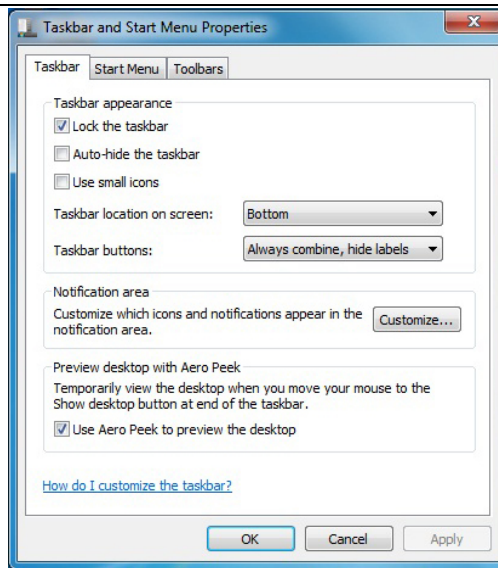 Taskbar and Start Menu Properties
Taskbar
Start Menu
Toolbars
Taskbar appearance
Lock the taskbar
Auto-hide the taskbar
Use small icons
Taskbar location on screen:
Bottom
Taskbar buttons:
Always combine, hide labels
Notification area
Customize which icons and notifications appear in the
notification area.
Customize...
Preview desktop with Aero Peek
Temporarily view the desktop when you move your mouse to the
Show desktop button at end of the taskbar.
Use Aero Peek to preview the desktop
How do I customize the taskbar?
OK
Cancel
Apply